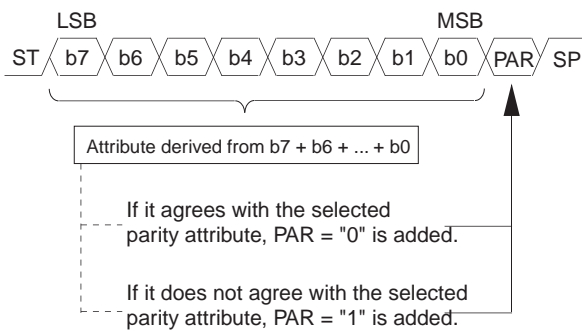 LSB MSB
ST b7 b6 b5 b4 b3 b2 b1 b0 PAR SP
Attribute derived from b7 + b6 + ... + b0
If it agrees with the selected
parity attribute, PAR = "0" is added.
If it does not agree with the selected
parity attribute, PAR = "1" is added.